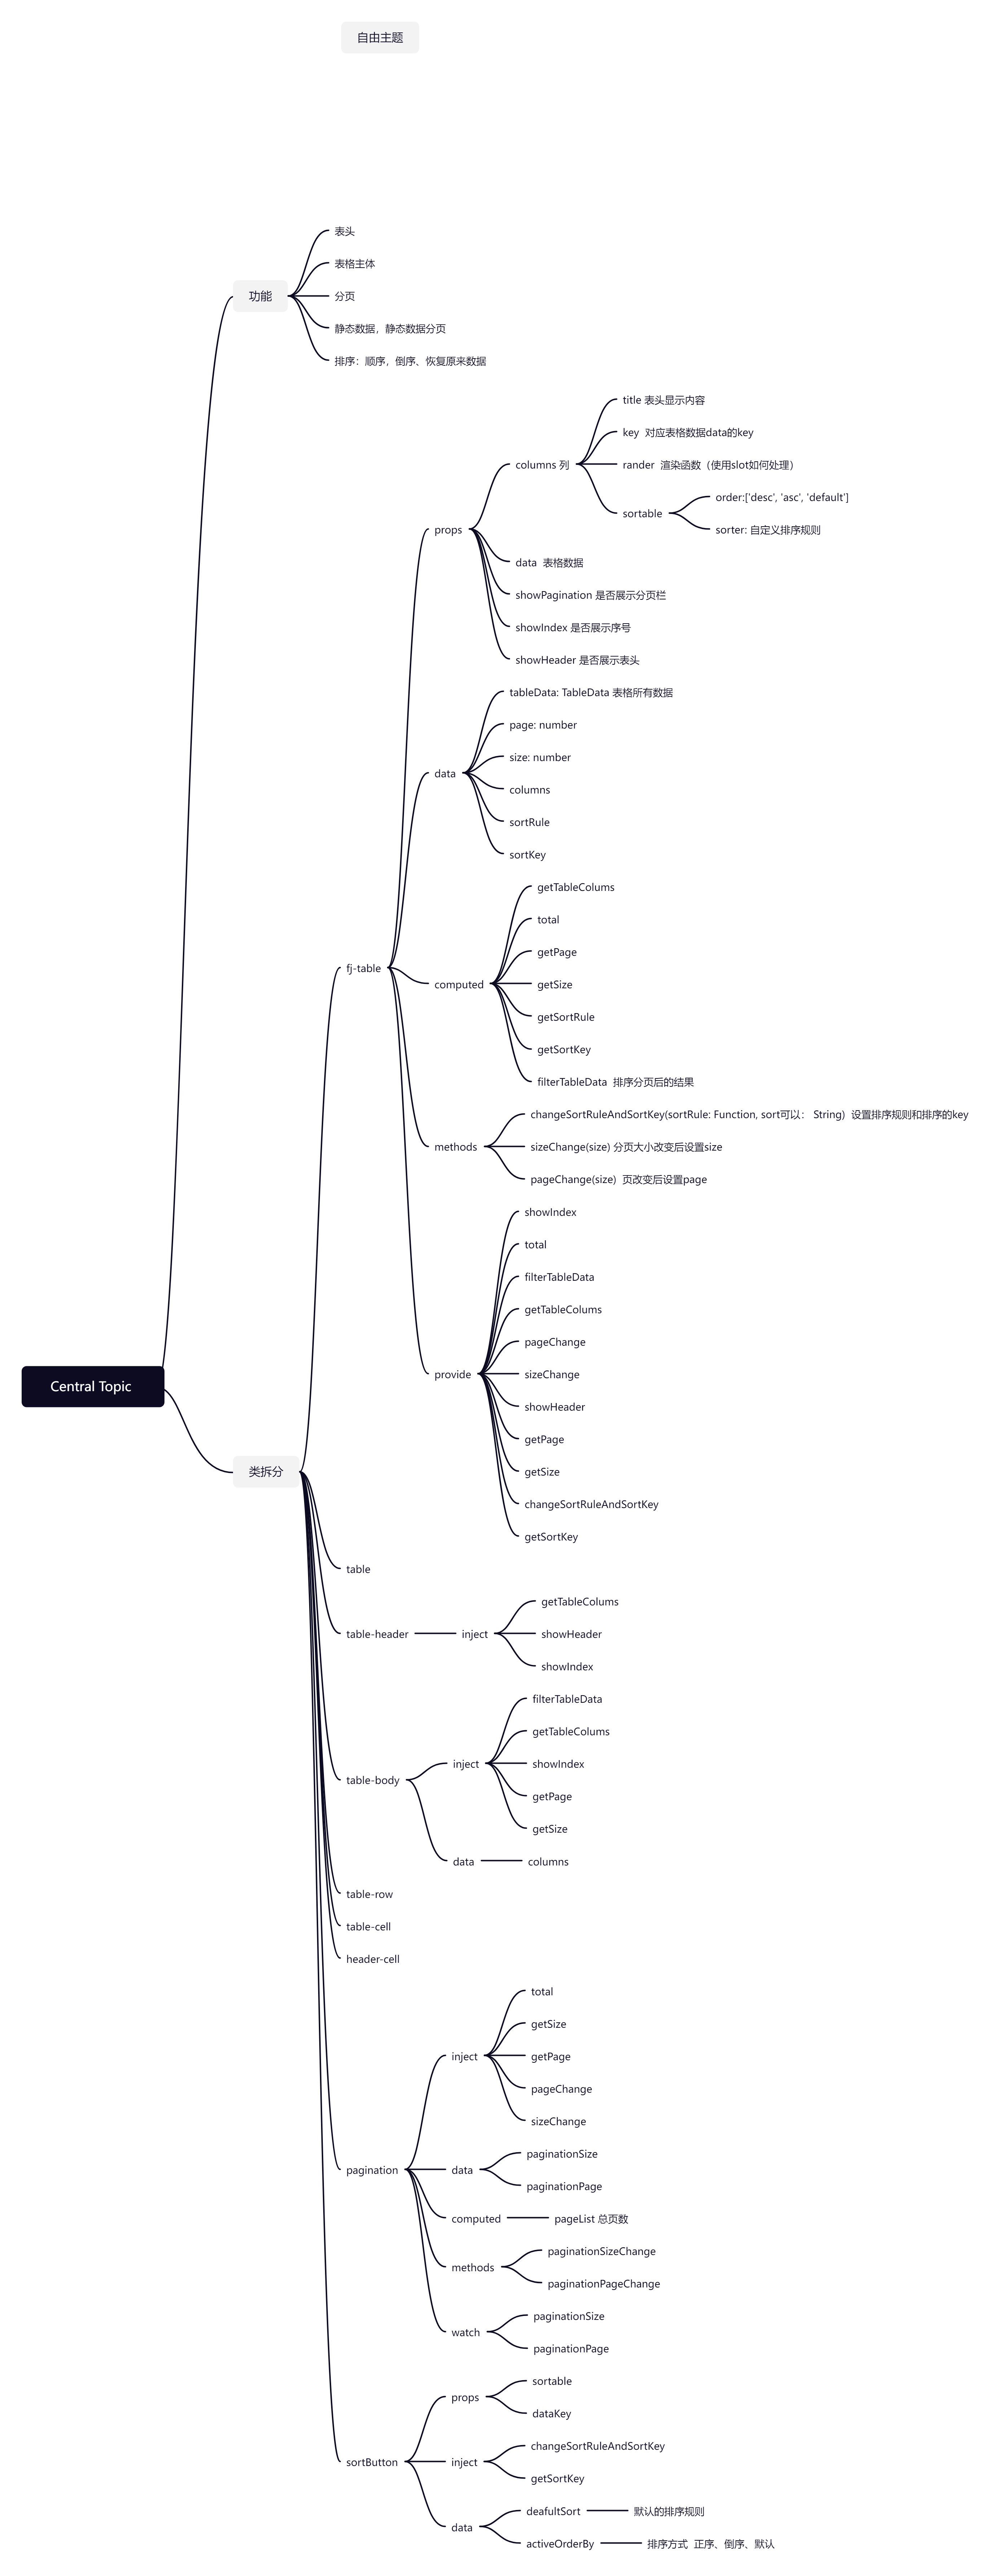 自由主题
表头
表格主体
功能
分页
静态数据，静态数据分页
排序：顺序，倒序、恢复原来数据
title 表头显示内容
key  对应表格数据data的key
columns 列
rander  渲染函数（使用slot如何处理）
order:['desc', 'asc', 'default']
sortable
sorter: 自定义排序规则
props
data  表格数据
showPagination 是否展示分页栏
showIndex 是否展示序号
showHeader 是否展示表头
tableData: TableData 表格所有数据
page: number
size: number
data
columns
sortRule
sortKey
getTableColums
total
getPage
fj-table
computed
getSize
getSortRule
getSortKey
filterTableData  排序分页后的结果
changeSortRuleAndSortKey(sortRule: Function, sort可以： String)  设置排序规则和排序的key
methods
sizeChange(size) 分页大小改变后设置size
pageChange(size)  页改变后设置page
showIndex
total
filterTableData
getTableColums
pageChange
provide
sizeChange
Central Topic
showHeader
getPage
类拆分
getSize
changeSortRuleAndSortKey
getSortKey
table
getTableColums
table-header
inject
showHeader
showIndex
filterTableData
getTableColums
inject
showIndex
table-body
getPage
getSize
data
columns
table-row
table-cell
header-cell
total
getSize
inject
getPage
pageChange
sizeChange
paginationSize
pagination
data
paginationPage
computed
pageList 总页数
paginationSizeChange
methods
paginationPageChange
paginationSize
watch
paginationPage
sortable
props
dataKey
changeSortRuleAndSortKey
sortButton
inject
getSortKey
deafultSort
默认的排序规则
data
activeOrderBy
排序方式  正序、倒序、默认